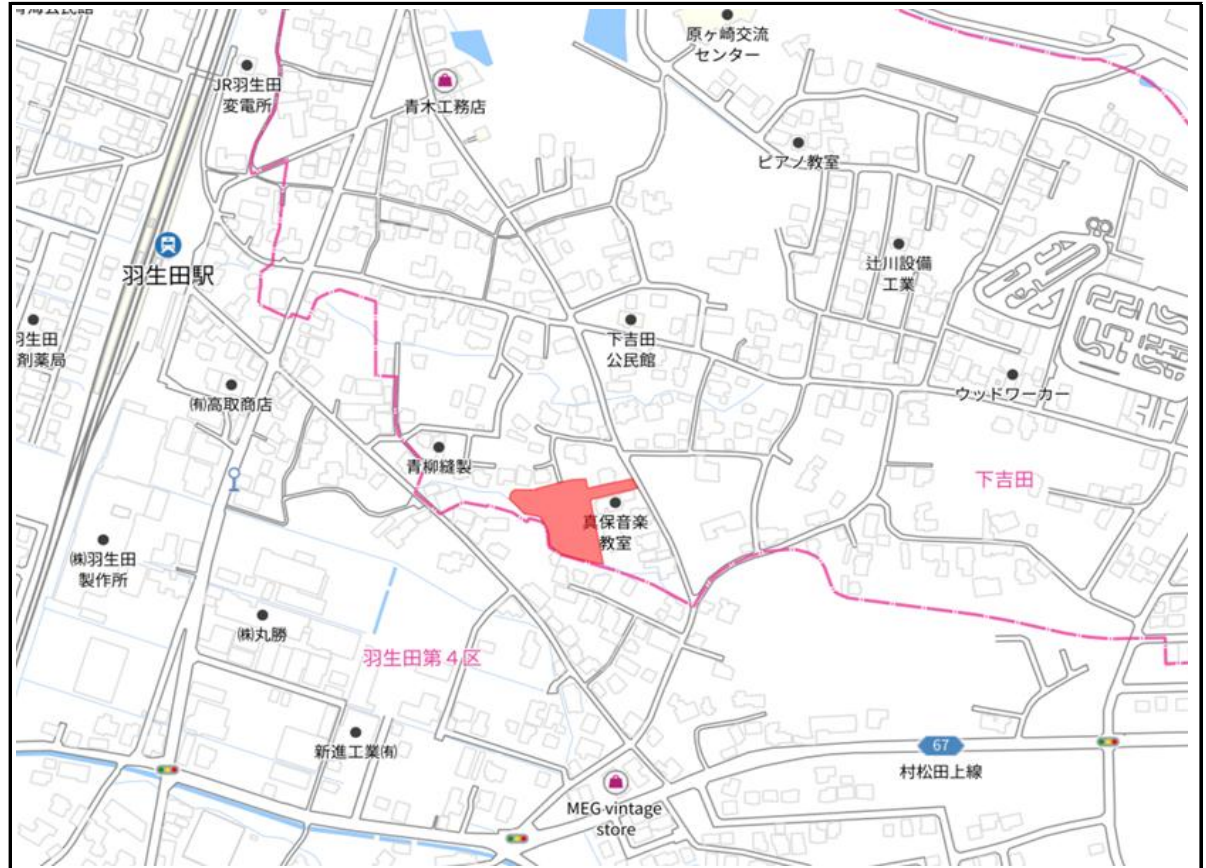 原ヶ崎交流
センター
JR羽生田
変電所
青木工務店
ピアノ教室
辻川設備
工業
羽生田駅
下吉田
公民館
羽生田
剤薬局
ウッドワーカー
㈲高取商店
青柳縫製
下吉田
真保音楽
教室
㈱羽生田
製作所
㈱丸勝
羽生田第4区
新進工業㈲
67
村松田上線
MEG vintage
store